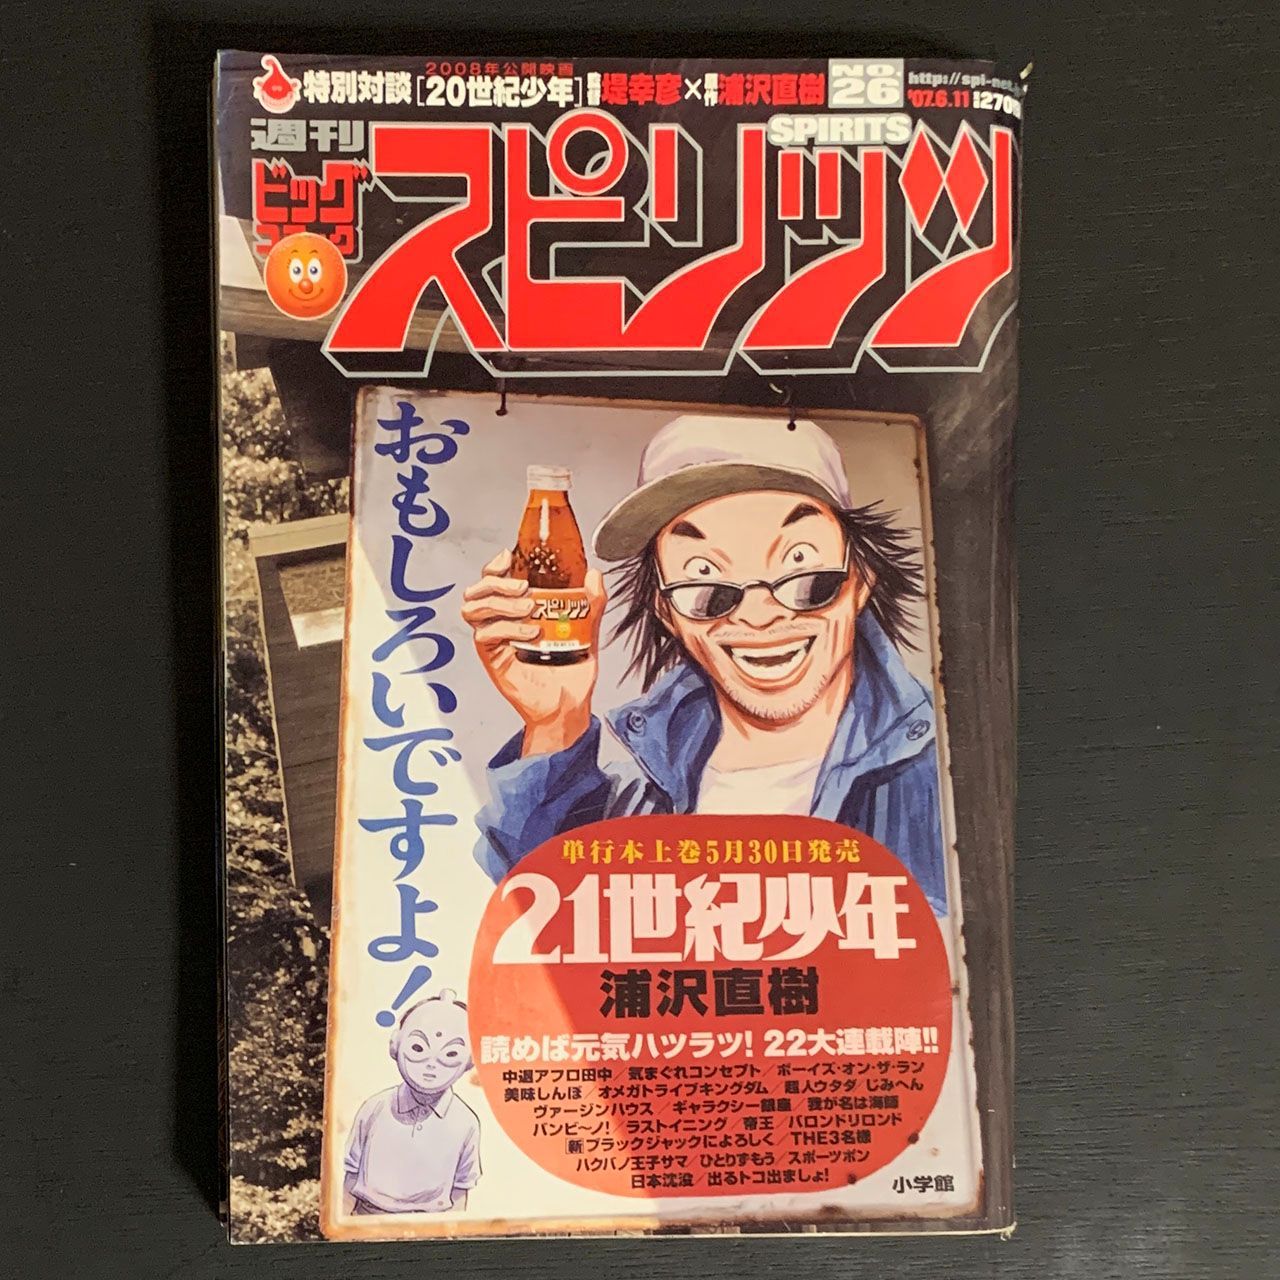 2008年公開映画
特別対談[20世紀少年]監督堤幸彦×原作浦沢直樹
NO.26
http://spi-net.
'07.6.11
270円
週刊
ビッグコミック
スピリッツ
SPIRITS
おもしろいですよ!
スピリッツ
単行本上巻5月30日発売
21世紀少年
浦沢直樹
読めば元気ハツラツ! 22大連載陣!!
中退アフロ田中/気まぐれコンセプト/ボーイズ・オン・ザ・ラン
美味しんぼ/オメガトライブキングダム/超人ウタダ/じみへん
ヴァージンハウス/ギャラクシー銀座/我が名は海師
バンビ〜ノ!/ラストイニング/帝王/バロンドリロンド
[新]ブラックジャックによろしく/THE3名様
ハクバノ王子サマ/ひとりずもう/スポーツポン
日本沈没/出るトコ出ましょ!
小学館